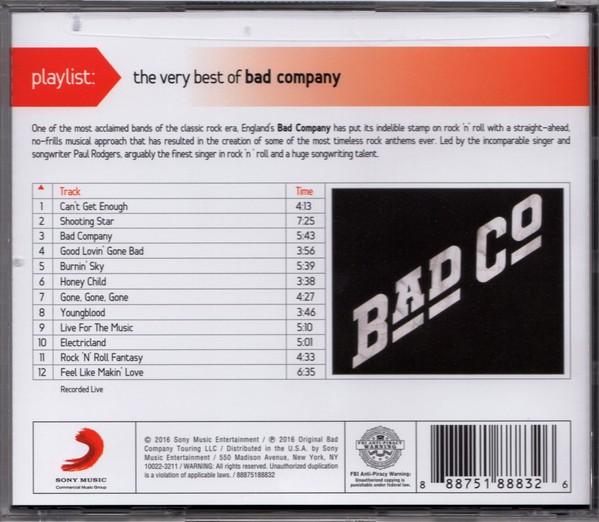 playlist: the very best of bad company
One of the most acclaimed bands of the classic rock era, England's Bad Company has put its indelible stamp on rock 'n' roll with a straight-ahead,
no-frills musical approach that has resulted in the creation of some of the most timeless rock anthems ever. Led by the incomparable singer and
songwriter Paul Rodgers, arguably the finest singer in rock 'n' roll and a huge songwriting talent.
Track Time
1 Can't Get Enough 4:13
2 Shooting Star 7:25
3 Bad Company 5:43
4 Good Lovin' Gone Bad 3:56
5 Burnin' Sky 5:39
6 Honey Child 3:38
7 Gone, Gone, Gone 4:27
8 Youngblood 3:46
9 Live For The Music 5:10
10 Electricland 5:01
11 Rock 'N' Roll Fantasy 4:33
12 Feel Like Makin' Love 6:35
Recorded Live
BAD CO
SONY MUSIC
Commercial Music Group
© 2016 Sony Music Entertainment / ℗ 2016 Original Bad
Company Touring LLC / Distributed in the U.S.A. by Sony
Music Entertainment / 550 Madison Avenue, New York, NY
10022-3211 / WARNING: All rights reserved. Unauthorized duplication
is a violation of applicable laws. / 88875188832
FBI ANTI-PIRACY
WARNING
FBI Anti-Piracy Warning:
Unauthorized copying is
punishable under federal law.
8 88751 88832 6